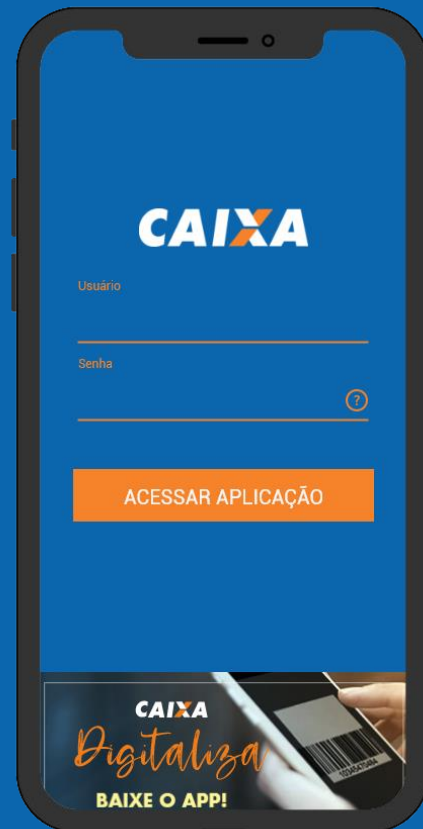 CAIXA
Usuário
Senha
?
ACESSAR APLICAÇÃO
CAIXA
Digitaliza
BAIXE O APP!